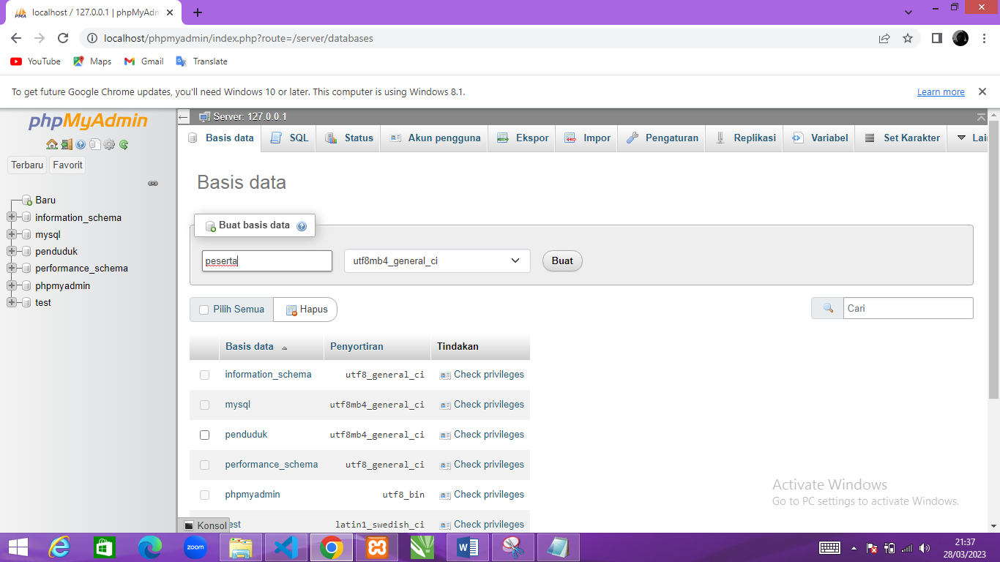 localhost / 127.0.0.1 | phpMyAdm
localhost/phpmyadmin/index.php?route=/server/databases
YouTube Maps Gmail Translate
To get future Google Chrome updates, you'll need Windows 10 or later. This computer is using Windows 8.1. Learn more
phpMyAdmin
Terbaru Favorit
Baru
information_schema
mysql
penduduk
performance_schema
phpmyadmin
test
Server: 127.0.0.1
Basis data SQL Status Akun pengguna Ekspor Impor Pengaturan Replikasi Variabel Set Karakter Lai
Basis data
Buat basis data
peserta utf8mb4_general_ci Buat
Pilih Semua Hapus Cari
Basis data Penyortiran Tindakan
information_schema utf8_general_ci Check privileges
mysql utf8mb4_general_ci Check privileges
penduduk utf8mb4_general_ci Check privileges
performance_schema utf8_general_ci Check privileges
phpmyadmin utf8_bin Check privileges
est latin1_swedish_ci Check privileges
Konsol
Activate Windows
Go to PC settings to activate Windows.
zoom
21:37
28/03/2023